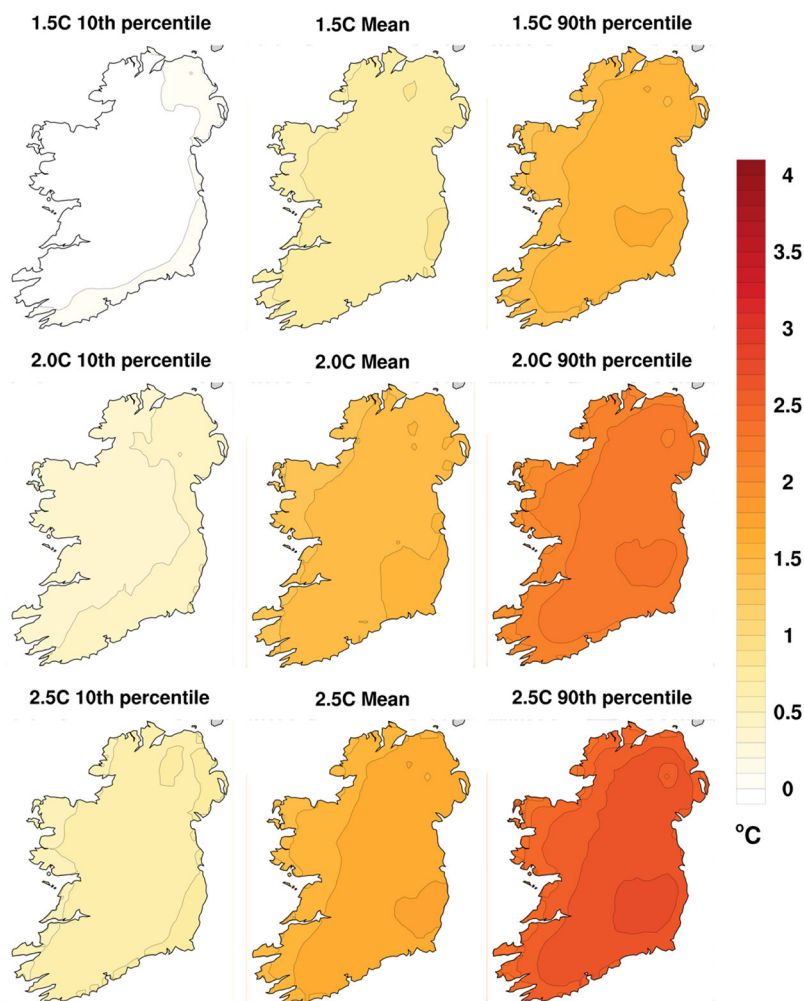 1.5C 10th percentile
1.5C Mean
1.5C 90th percentile
2.0C 10th percentile
2.0C Mean
2.0C 90th percentile
2.5C 10th percentile
2.5C Mean
2.5C 90th percentile
4
3.5
3
2.5
2
1.5
1
0.5
0
°C